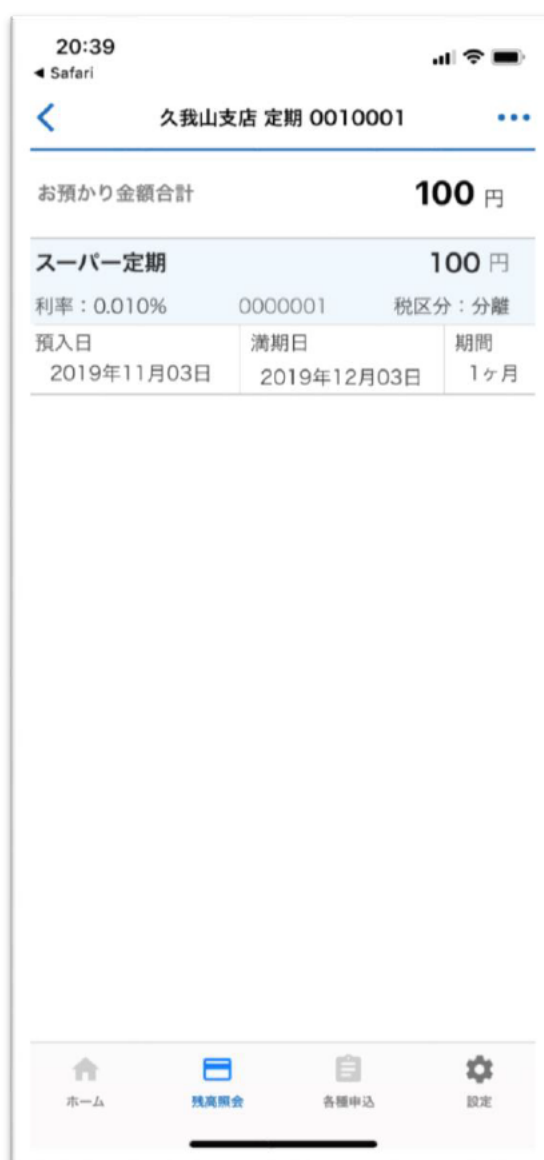 20:39
◀ Safari
久我山支店 定期 0010001
お預かり金額合計 100 円
スーパー定期 100 円
利率：0.010% 0000001 税区分：分離
預入日 満期日 期間
2019年11月03日 2019年12月03日 1ヶ月
ホーム 残高照会 各種申込 設定